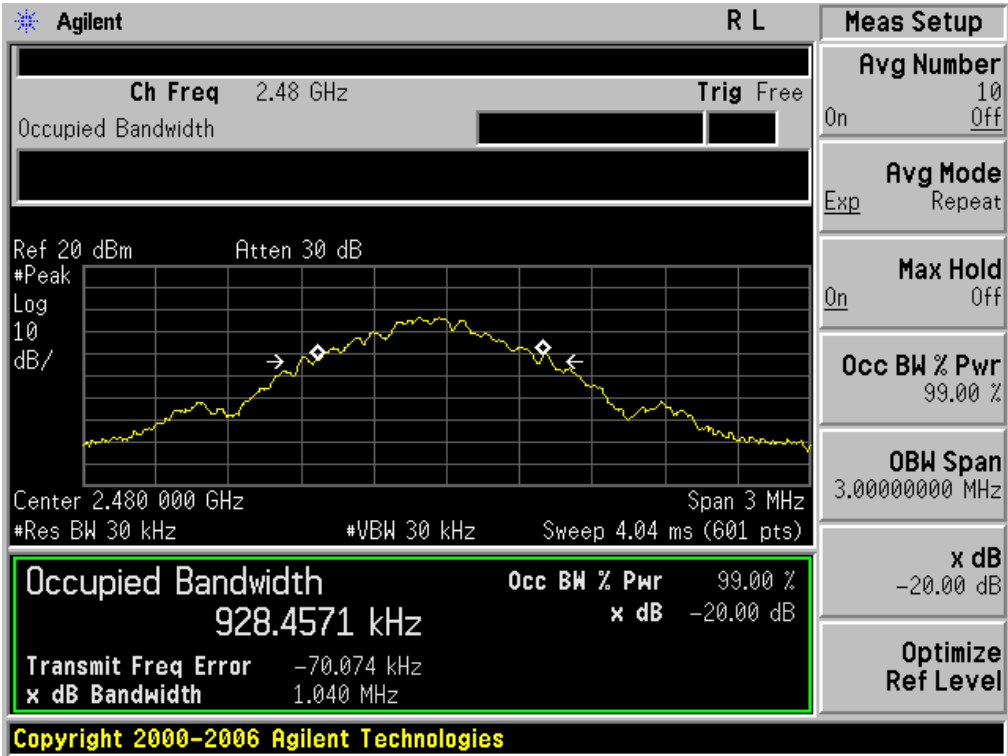 Agilent R L Meas Setup
Ch Freq 2.48 GHz Trig Free
Occupied Bandwidth
Avg Number
10
On Off
Avg Mode
Exp Repeat
Max Hold
On Off
Occ BW % Pwr
99.00 %
OBW Span
3.00000000 MHz
x dB
-20.00 dB
Optimize
Ref Level
Ref 20 dBm Atten 30 dB
#Peak
Log
10
dB/
Center 2.480 000 GHz Span 3 MHz
#Res BW 30 kHz #VBW 30 kHz Sweep 4.04 ms (601 pts)
Occupied Bandwidth Occ BW % Pwr 99.00 %
928.4571 kHz x dB -20.00 dB
Transmit Freq Error -70.074 kHz
x dB Bandwidth 1.040 MHz
Copyright 2000-2006 Agilent Technologies